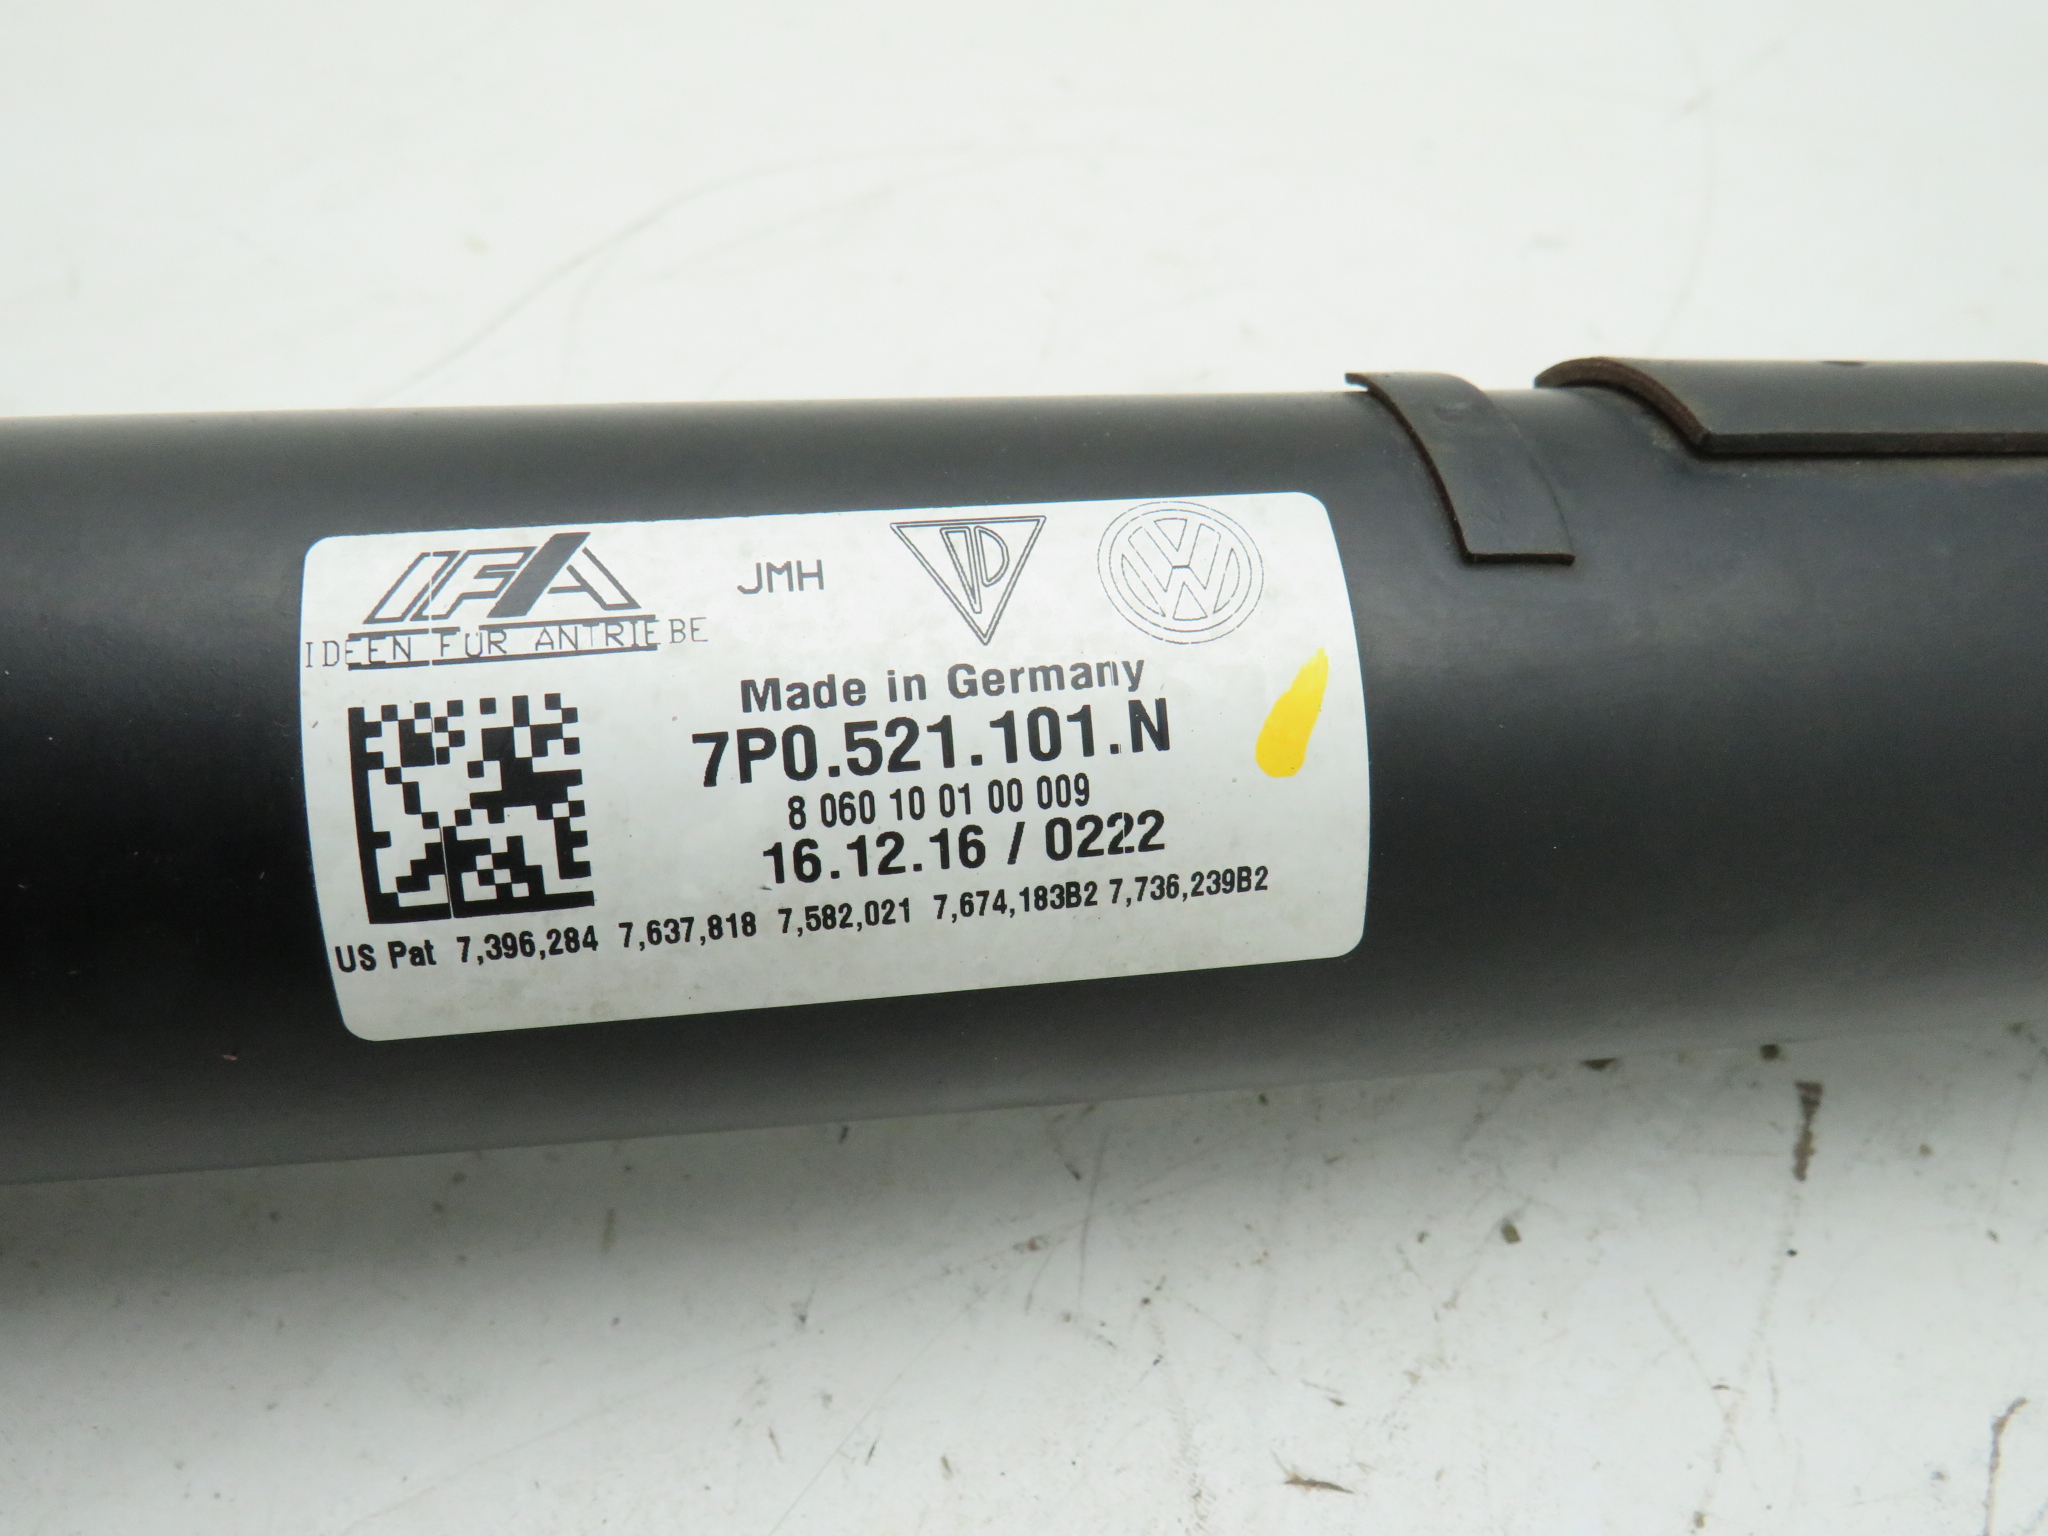 IFA
JMH
IDEEN FÜR ANTRIEBE
Made in Germany
7P0.521.101.N
8 060 10 01 00 009
16.12.16 / 0222
US Pat 7,396,284 7,637,818 7,582,021 7,674,183B2 7,736,239B2